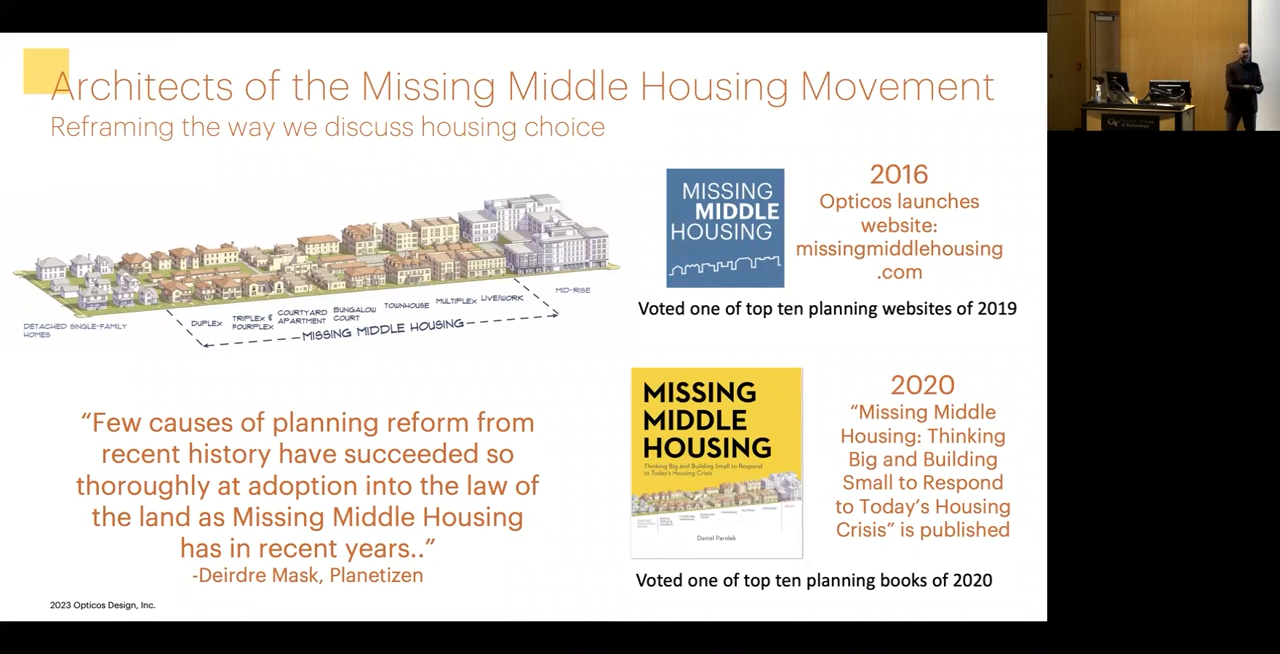 Architects of the Missing Middle Housing Movement
Reframing the way we discuss housing choice
DETACHED SINGLE-FAMILY
HOMES
DUPLEX
TRIPLEX &
FOURPLEX
COURTYARD
APARTMENT
BUNGALOW
COURT
TOWNHOUSE
MULTIPLEX
LIVE/WORK
MID-RISE
MISSING MIDDLE HOUSING
“Few causes of planning reform from
recent history have succeeded so
thoroughly at adoption into the law of
the land as Missing Middle Housing
has in recent years..”
-Deirdre Mask, Planetizen
2023 Opticos Design, Inc.
MISSING
MIDDLE
HOUSING
2016
Opticos launches
website:
missingmiddlehousing
.com
Voted one of top ten planning websites of 2019
MISSING
MIDDLE
HOUSING
Thinking Big and Building Small to Respond
to Today's Housing Crisis
Daniel Parolek
2020
“Missing Middle
Housing: Thinking
Big and Building
Small to Respond
to Today’s Housing
Crisis” is published
Voted one of top ten planning books of 2020